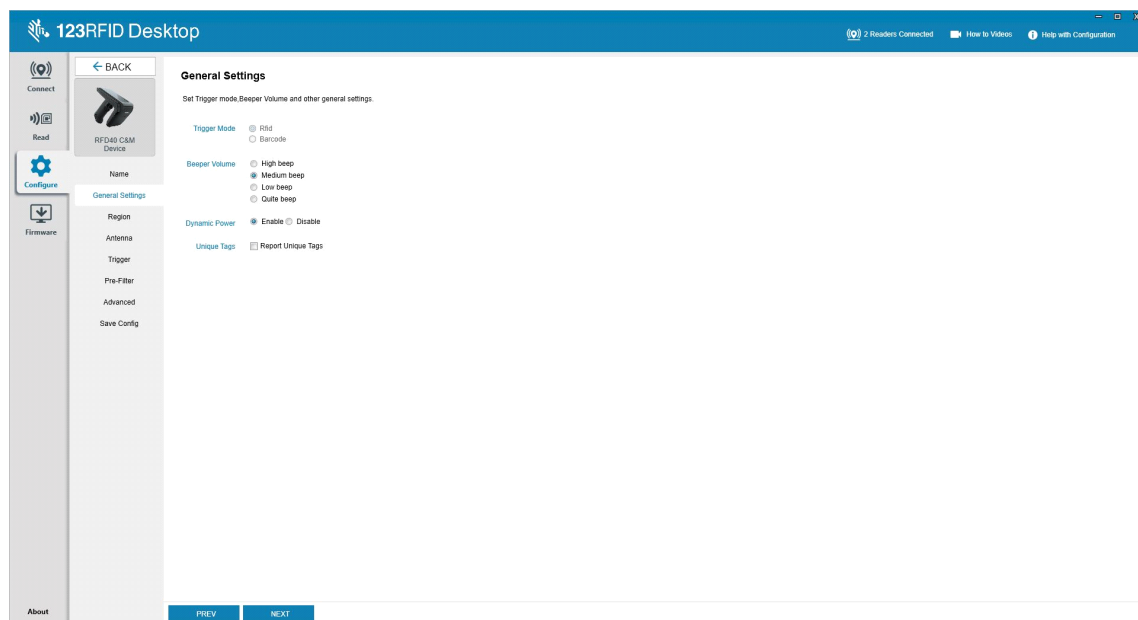 123RFID Desktop
2 Readers Connected
How to Videos
Help with Configuration
Connect
Read
Configure
Firmware
About
BACK
RFD40 C&M
Device
Name
General Settings
Region
Antenna
Trigger
Pre-Filter
Advanced
Save Config
General Settings
Set Trigger mode,Beeper Volume and other general settings.
Trigger Mode Rfid
Barcode
Beeper Volume High beep
Medium beep
Low beep
Quite beep
Dynamic Power Enable Disable
Unique Tags Report Unique Tags
PREV NEXT